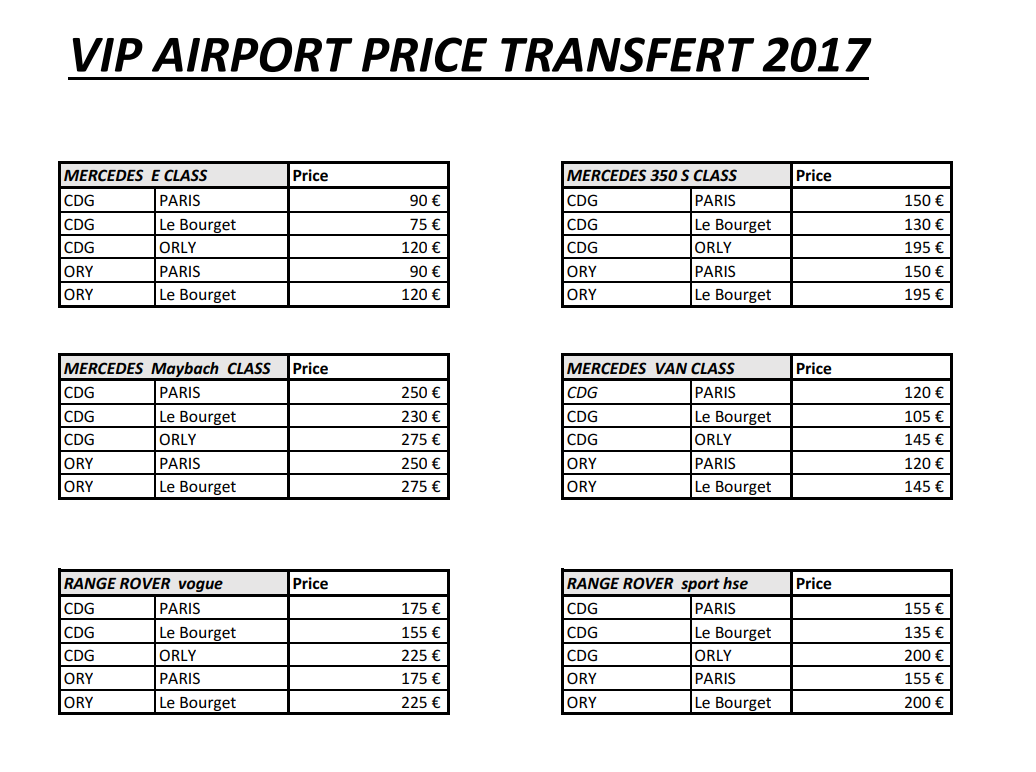 VIP AIRPORT PRICE TRANSFERT 2017
MERCEDES E CLASS Price
CDG PARIS 90 €
CDG Le Bourget 75 €
CDG ORLY 120 €
ORY PARIS 90 €
ORY Le Bourget 120 €
MERCEDES 350 S CLASS Price
CDG PARIS 150 €
CDG Le Bourget 130 €
CDG ORLY 195 €
ORY PARIS 150 €
ORY Le Bourget 195 €
MERCEDES Maybach CLASS Price
CDG PARIS 250 €
CDG Le Bourget 230 €
CDG ORLY 275 €
ORY PARIS 250 €
ORY Le Bourget 275 €
MERCEDES VAN CLASS Price
CDG PARIS 120 €
CDG Le Bourget 105 €
CDG ORLY 145 €
ORY PARIS 120 €
ORY Le Bourget 145 €
RANGE ROVER vogue Price
CDG PARIS 175 €
CDG Le Bourget 155 €
CDG ORLY 225 €
ORY PARIS 175 €
ORY Le Bourget 225 €
RANGE ROVER sport hse Price
CDG PARIS 155 €
CDG Le Bourget 135 €
CDG ORLY 200 €
ORY PARIS 155 €
ORY Le Bourget 200 €